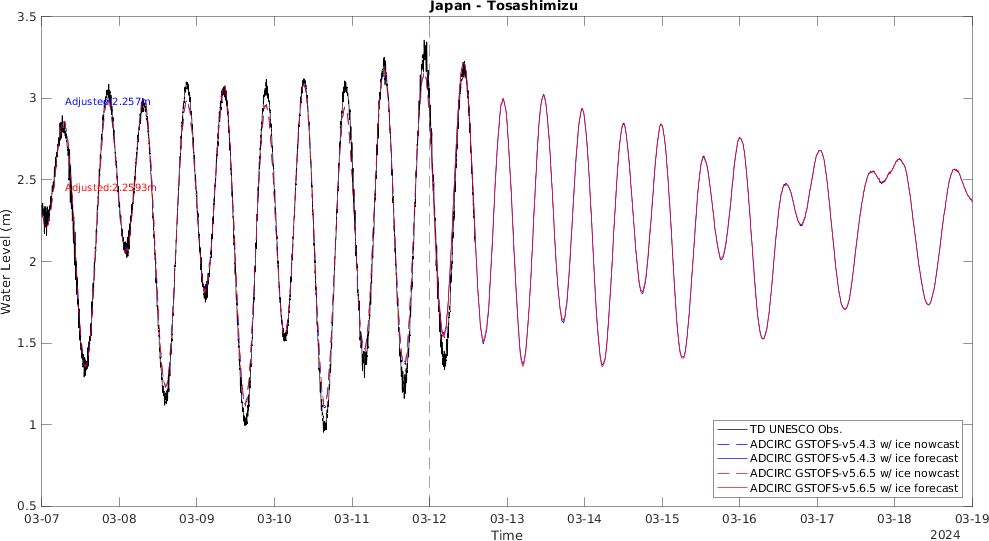 Japan - Tosashimizu
3.5
3
2.5
2
1.5
1
0.5
Water Level (m)
Adjusted:2.257m
Adjusted:2.2593m
TD UNESCO Obs.
ADCIRC GSTOFS-v5.4.3 w/ ice nowcast
ADCIRC GSTOFS-v5.4.3 w/ ice forecast
ADCIRC GSTOFS-v5.6.5 w/ ice nowcast
ADCIRC GSTOFS-v5.6.5 w/ ice forecast
03-07 03-08 03-09 03-10 03-11 03-12 03-13 03-14 03-15 03-16 03-17 03-18 03-19
Time
2024